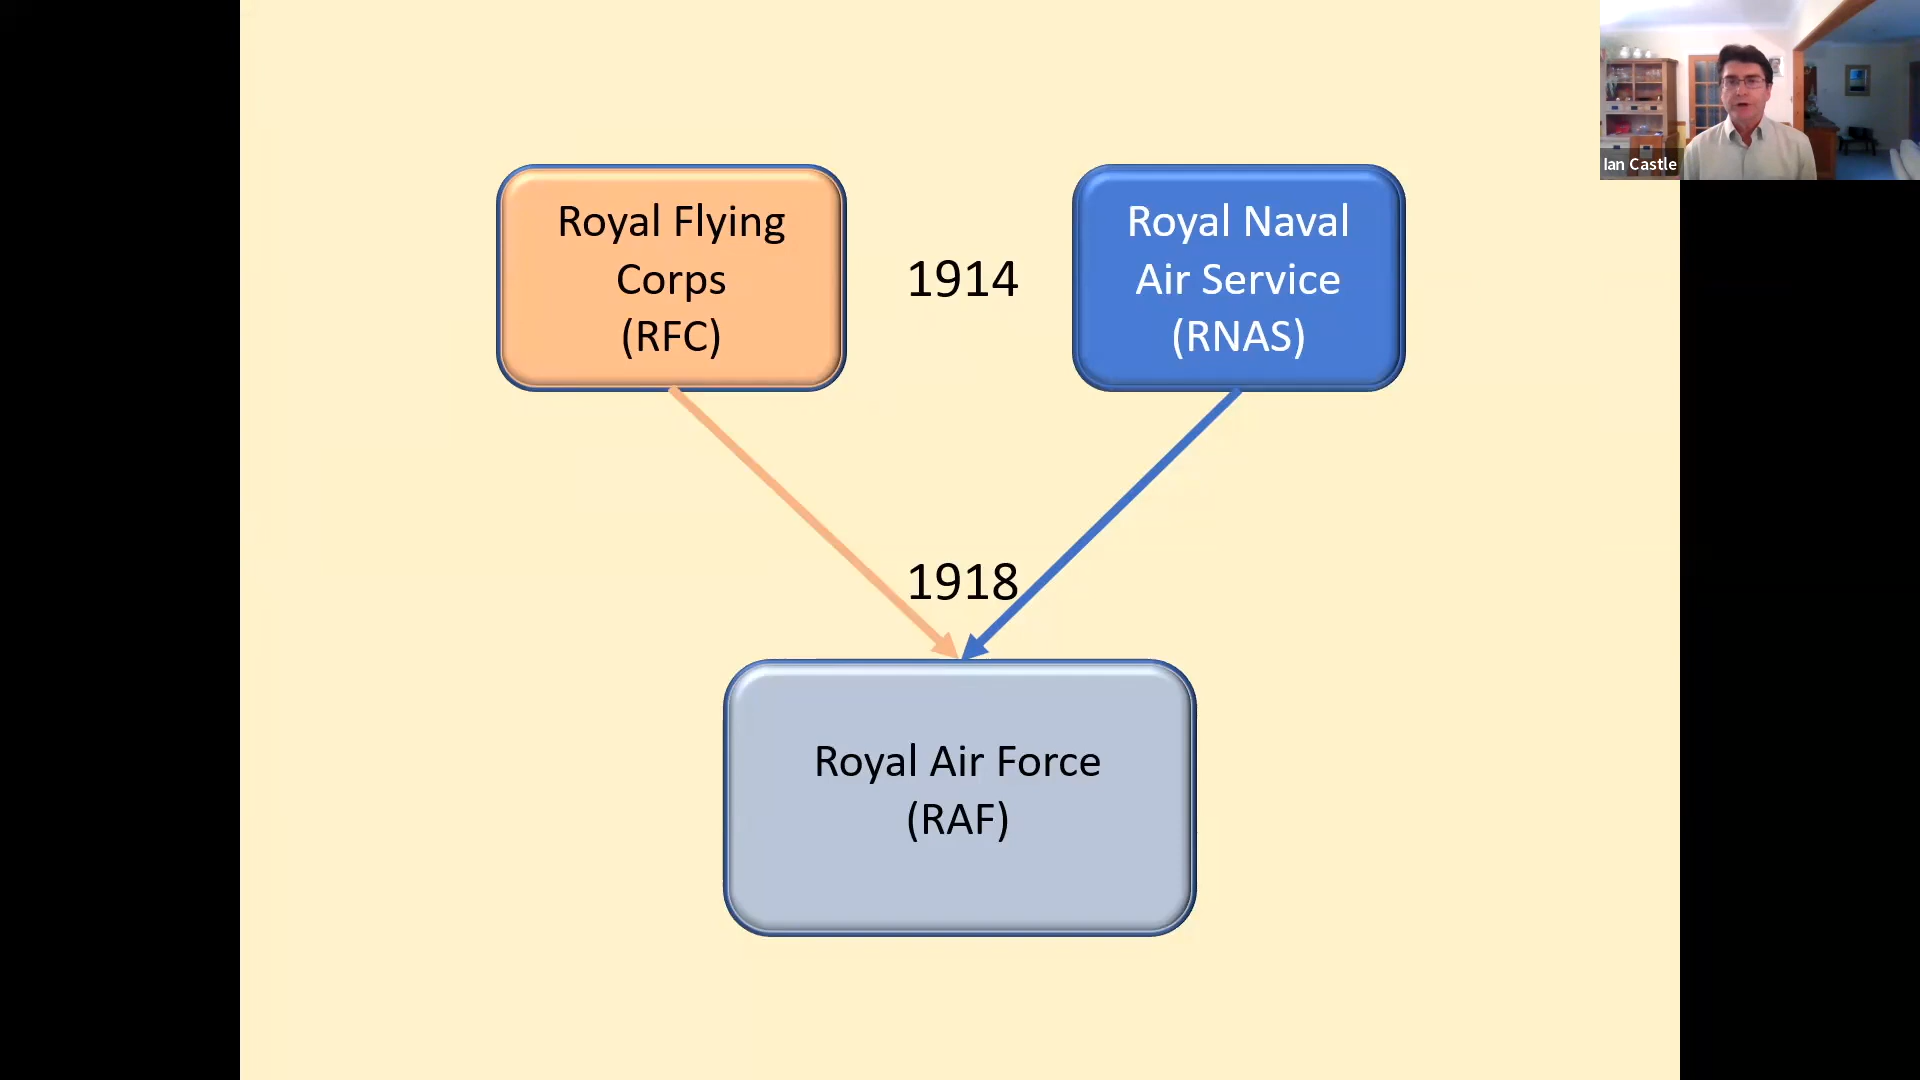 Royal Flying
Corps
(RFC)
1914
Royal Naval
Air Service
(RNAS)
1918
Royal Air Force
(RAF)
Ian Castle